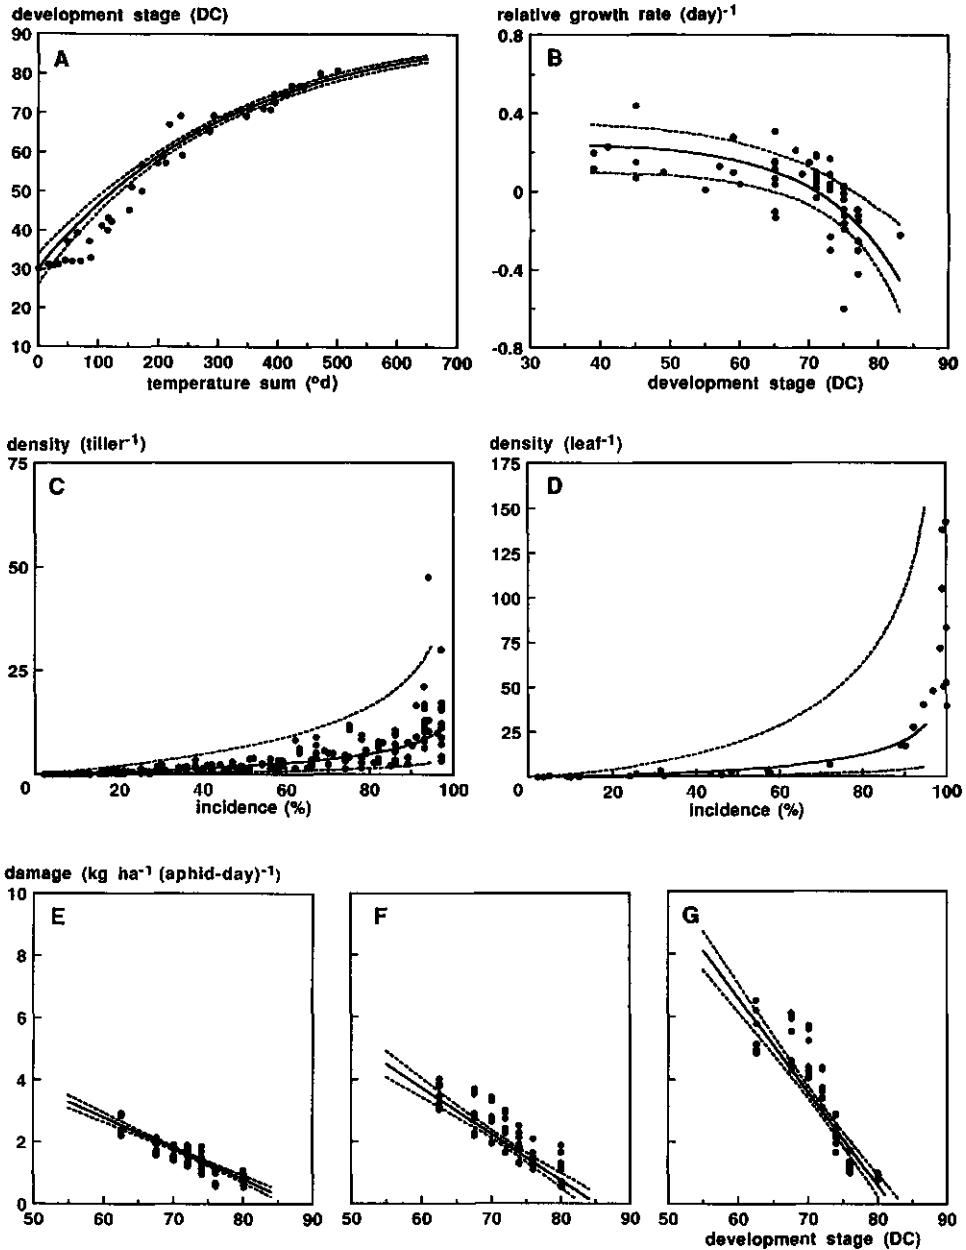 development stage (DC)
90
80
70
60
50
40
30
20
10
A
0 100 200 300 400 500 600 700
temperature sum (ºd)
relative growth rate (day)-1
0.8
0.4
0
-0.4
-0.8
B
30 40 50 60 70 80 90
development stage (DC)
density (tiller-1)
75
50
25
C
0 20 40 60 80 100
incidence (%)
density (leaf-1)
175
150
125
100
75
50
25
0
D
0 20 40 60 80 100
incidence (%)
damage (kg ha-1 (aphid-day)-1
10
8
6
4
2
0
E
50 60 70 80 90
F
50 60 70 80 90
G
50 60 70 80 90
development stage (DC)